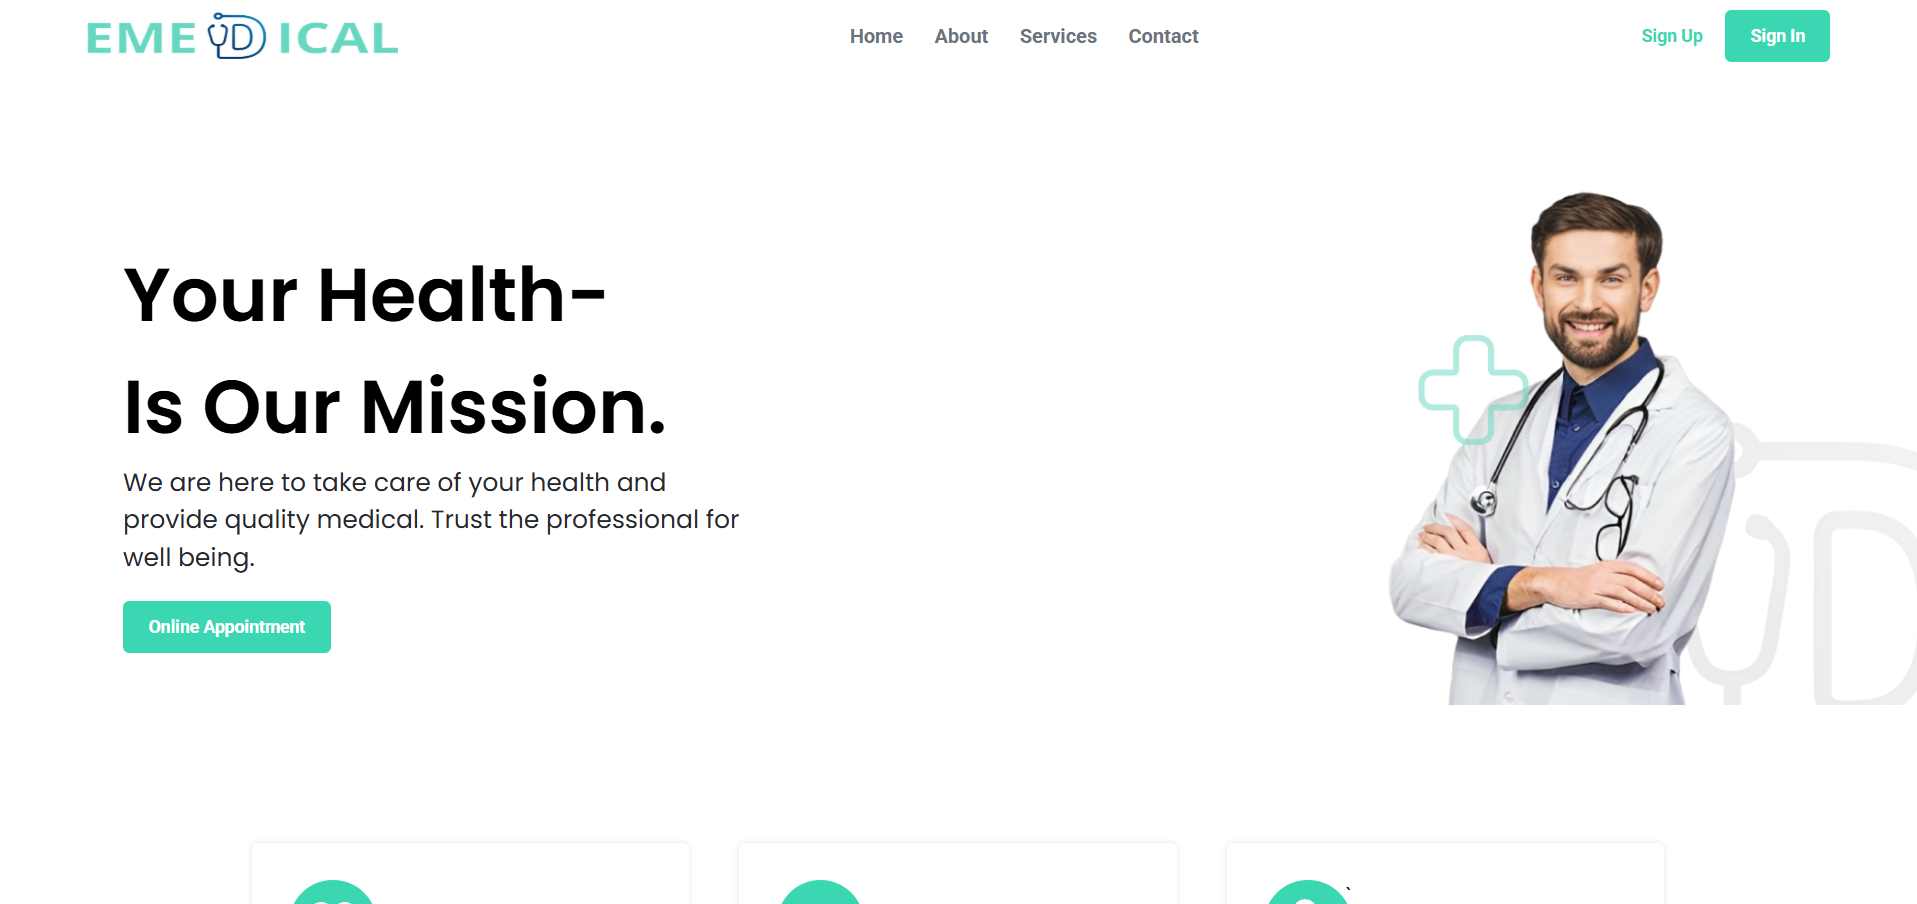 EMEDICAL
Home About Services Contact
Sign Up Sign In
Your Health-
Is Our Mission.
We are here to take care of your health and
provide quality medical. Trust the professional for
well being.
Online Appointment
`